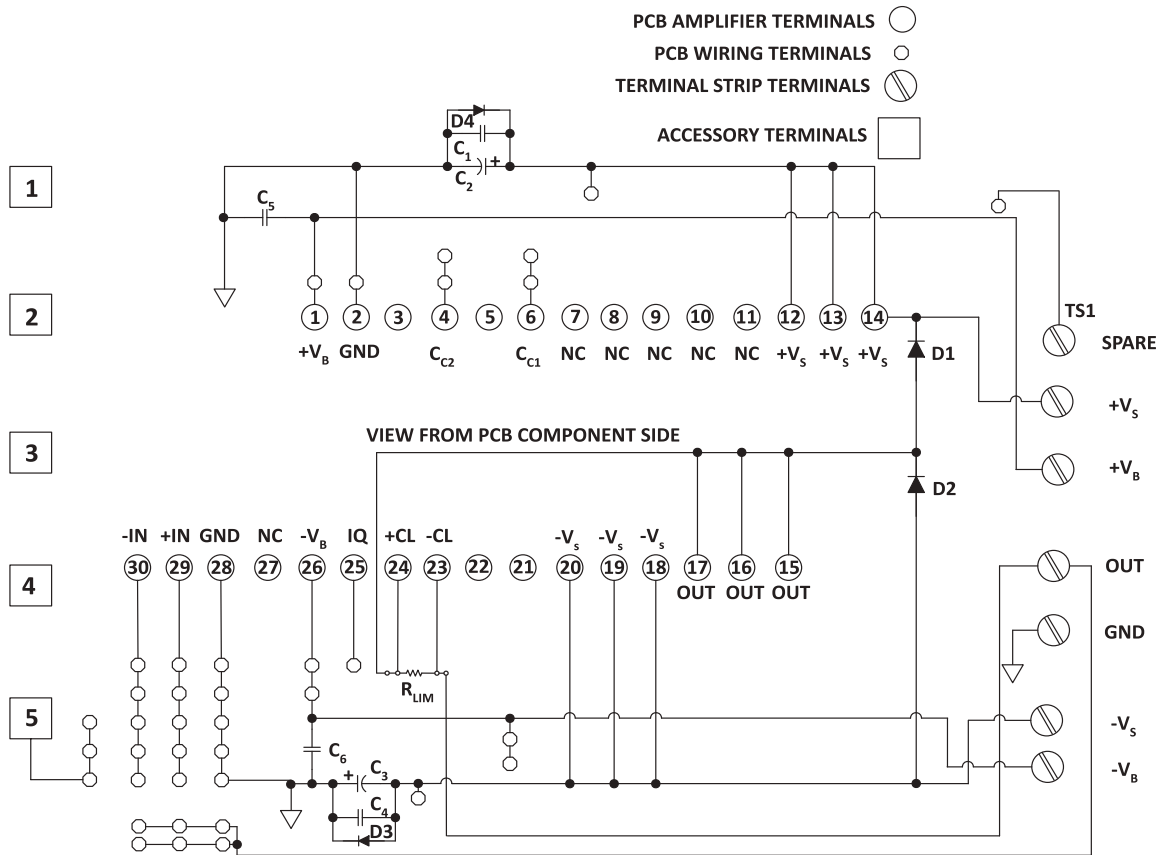 PCB AMPLIFIER TERMINALS
PCB WIRING TERMINALS
TERMINAL STRIP TERMINALS
ACCESSORY TERMINALS
D4
C1
C2 +
1
C5
2
1 2 3 4 5 6 7 8 9 10 11 12 13 14
+VB GND CC2 CC1 NC NC NC NC NC +VS +VS +VS
D1
TS1
SPARE
+VS
3
VIEW FROM PCB COMPONENT SIDE
D2
+VB
-IN +IN GND NC -VB IQ +CL -CL -Vs -Vs -Vs
30 29 28 27 26 25 24 23 22 21 20 19 18 17 16 15
OUT OUT OUT
4
OUT
GND
RLIM
5
-VS
C6
+ C3
-VB
C4
D3